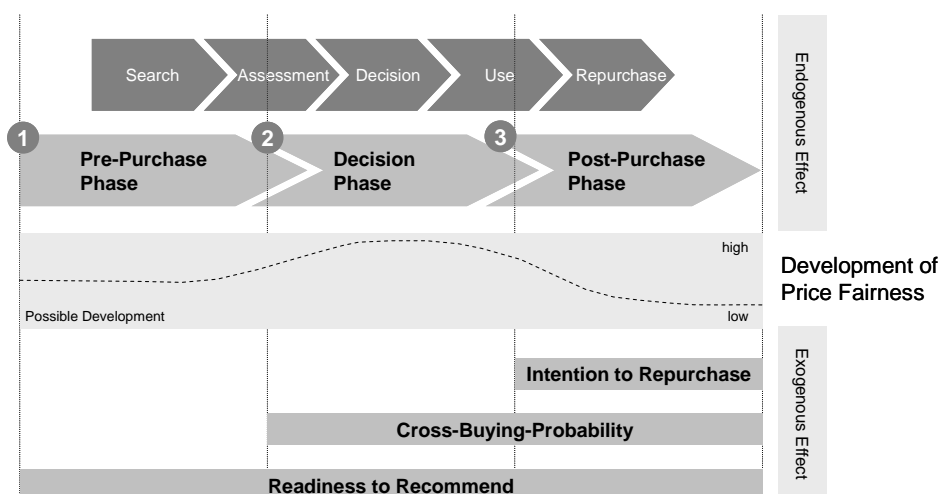 Search
Assessment
Decision
Use
Repurchase
1
2
3
Pre-Purchase
Phase
Decision
Phase
Post-Purchase
Phase
Endogenous Effect
high
Possible Development
low
Development of
Price Fairness
Intention to Repurchase
Cross-Buying-Probability
Readiness to Recommend
Exogenous Effect